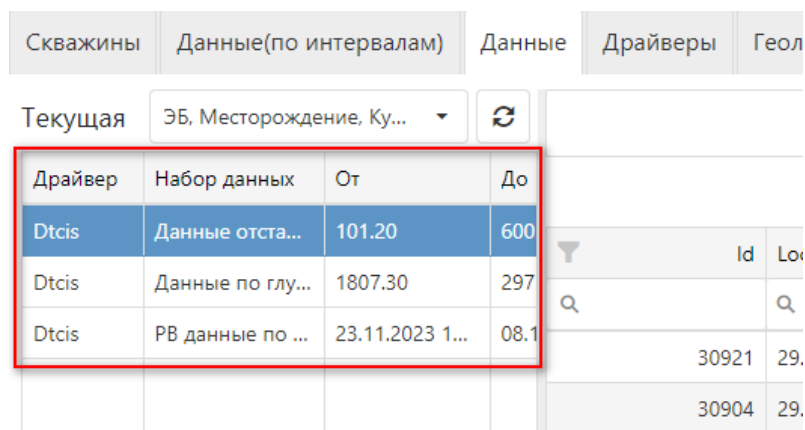 Скважины Данные(по интервалам) Данные Драйверы Геол
Текущая ЭБ, Месторождение, Ку...
Драйвер Набор данных От До
Dtcis Данные отста... 101.20 600
Dtcis Данные по глу... 1807.30 297
Dtcis РВ данные по ... 23.11.2023 1... 08.1
Id Loc
30921 29.
30904 29.